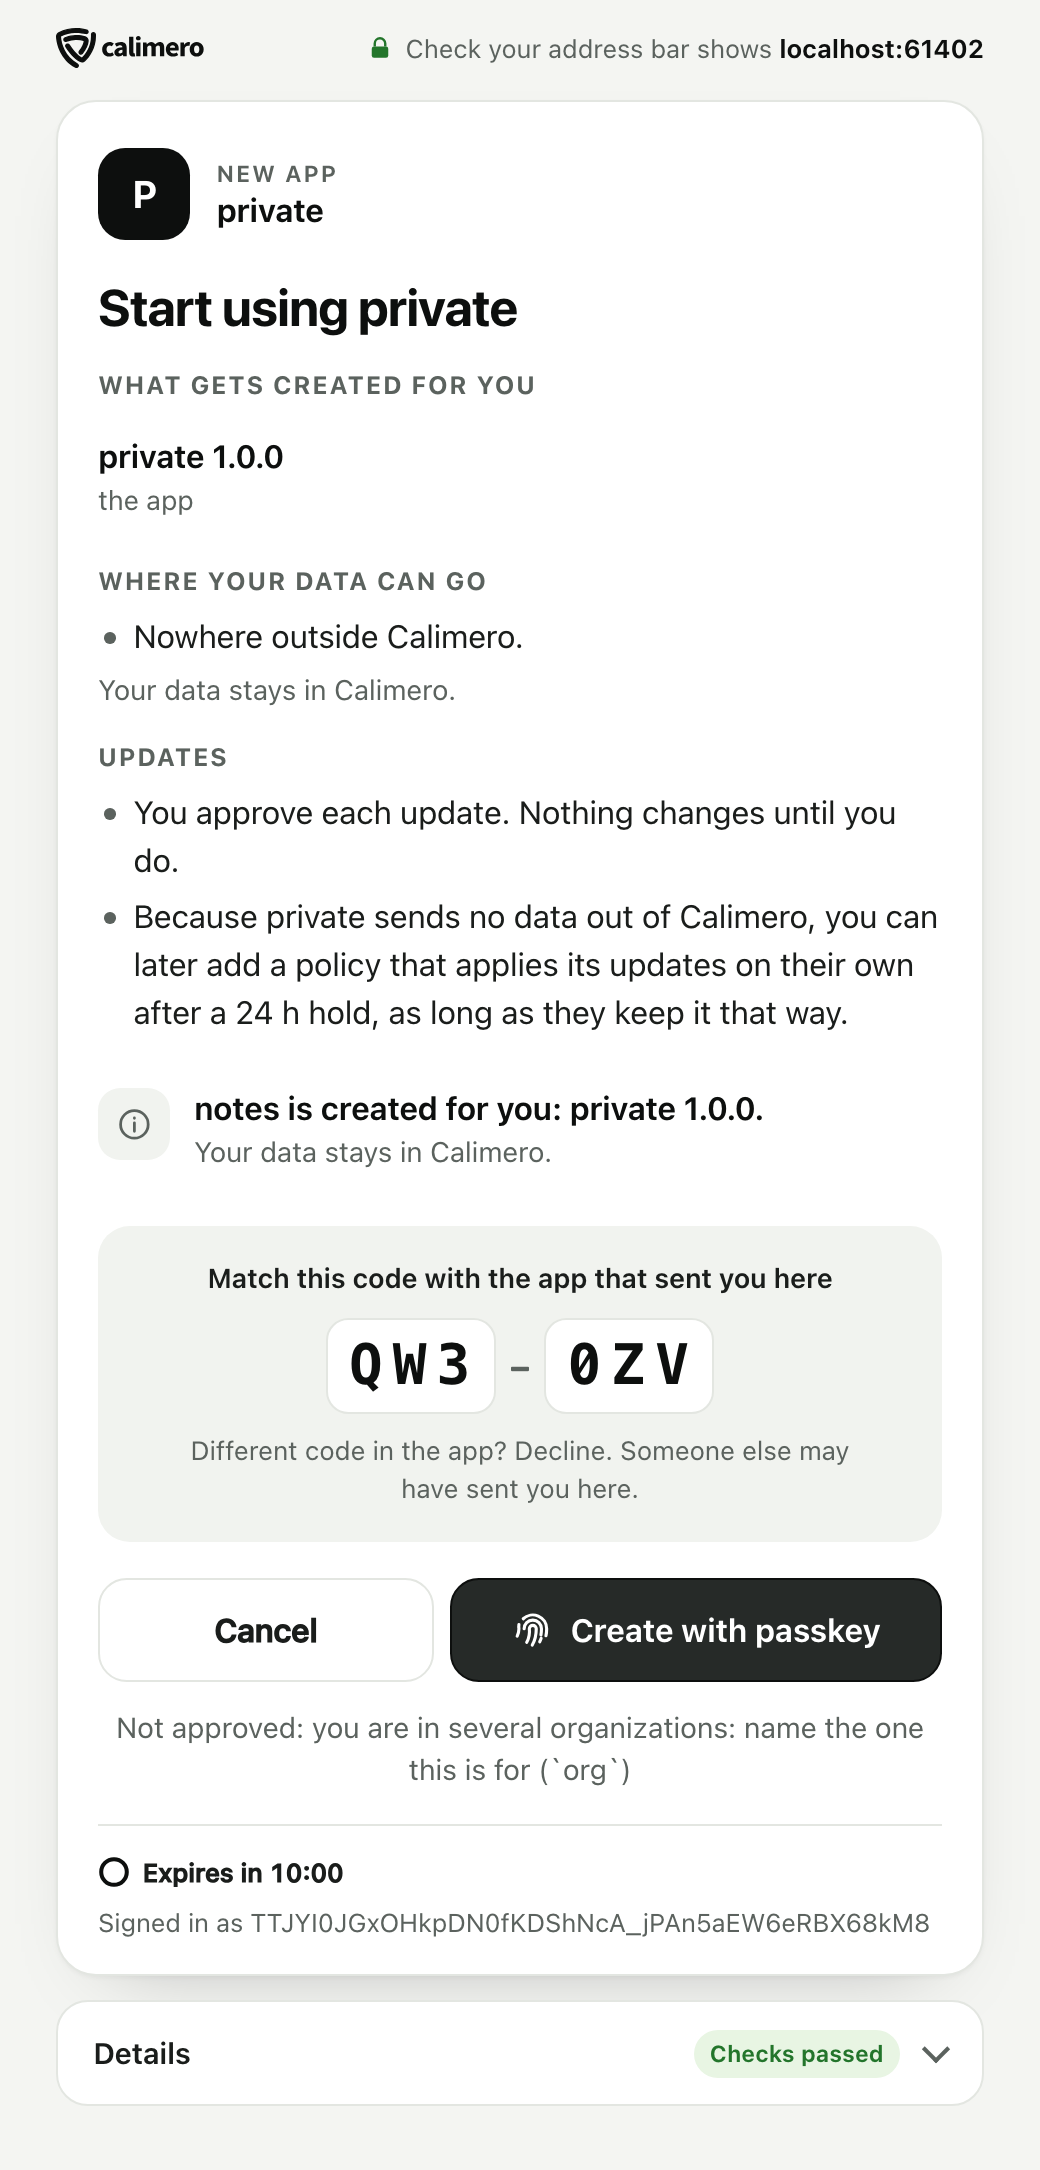 calimero
Check your address bar shows localhost:61402
P
NEW APP
private
Start using private
WHAT GETS CREATED FOR YOU
private 1.0.0
the app
WHERE YOUR DATA CAN GO
• Nowhere outside Calimero.
Your data stays in Calimero.
UPDATES
• You approve each update. Nothing changes until you
do.
• Because private sends no data out of Calimero, you can
later add a policy that applies its updates on their own
after a 24 h hold, as long as they keep it that way.
notes is created for you: private 1.0.0.
Your data stays in Calimero.
Match this code with the app that sent you here
QW3 – 0ZV
Different code in the app? Decline. Someone else may
have sent you here.
Cancel
Create with passkey
Not approved: you are in several organizations: name the one
this is for (`org`)
Expires in 10:00
Signed in as TTJYI0JGxOHkpDN0fKDShNcA_jPAn5aEW6eRBX68kM8
Details
Checks passed